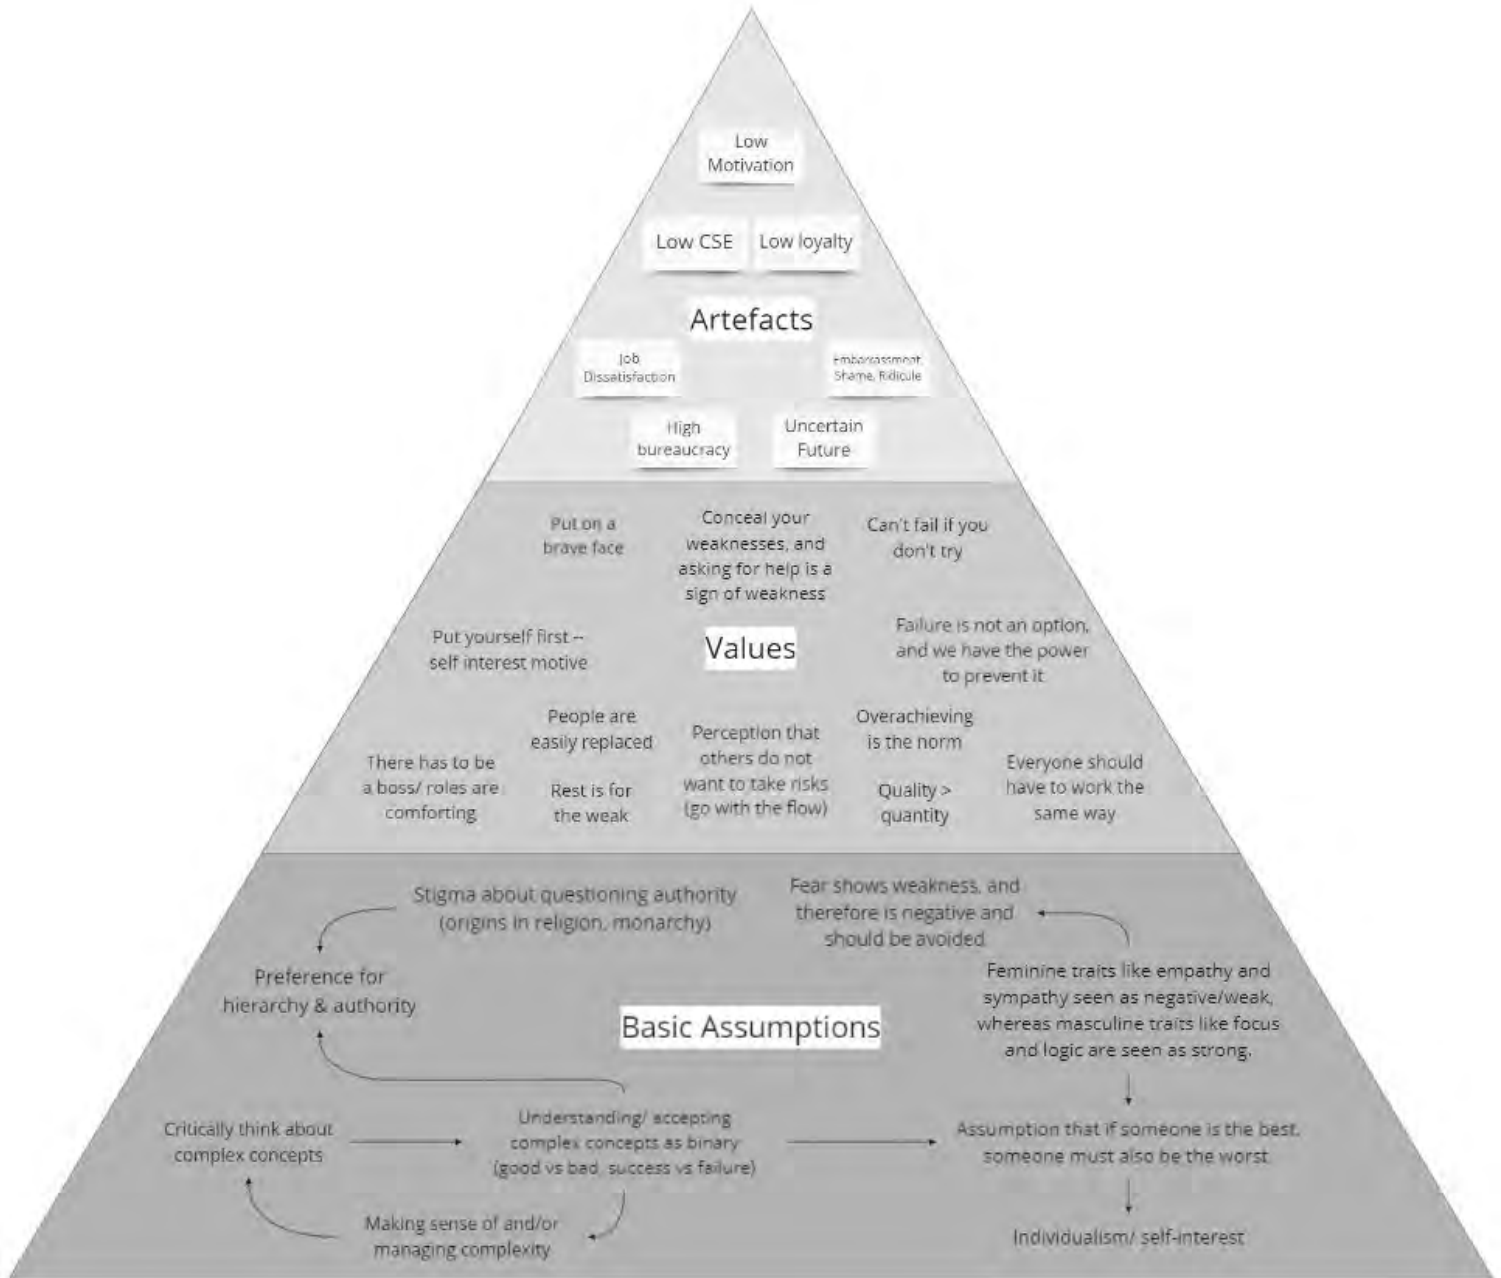 Low
Motivation
Low CSE
Low loyalty
Artefacts
Job
Dissatisfaction
Embarrassment,
Shame, Ridicule
High
bureaucracy
Uncertain
Future
Put on a
brave face
Conceal your
weaknesses, and
asking for help is a
sign of weakness
Can't fail if you
don't try
Put yourself first --
self interest motive
Values
Failure is not an option,
and we have the power
to prevent it
There has to be
a boss/ roles are
comforting
People are
easily replaced
Rest is for
the weak
Perception that
others do not
want to take risks
(go with the flow)
Overachieving
is the norm
Quality >
quantity
Everyone should
have to work the
same way
Stigma about questioning authority
(origins in religion, monarchy)
Fear shows weakness, and
therefore is negative and
should be avoided
Preference for
hierarchy & authority
Basic Assumptions
Feminine traits like empathy and
sympathy seen as negative/weak,
whereas masculine traits like focus
and logic are seen as strong.
Critically think about
complex concepts
Understanding/ accepting
complex concepts as binary
(good vs bad, success vs failure)
Assumption that if someone is the best,
someone must also be the worst
Making sense of and/or
managing complexity
Individualism/ self-interest